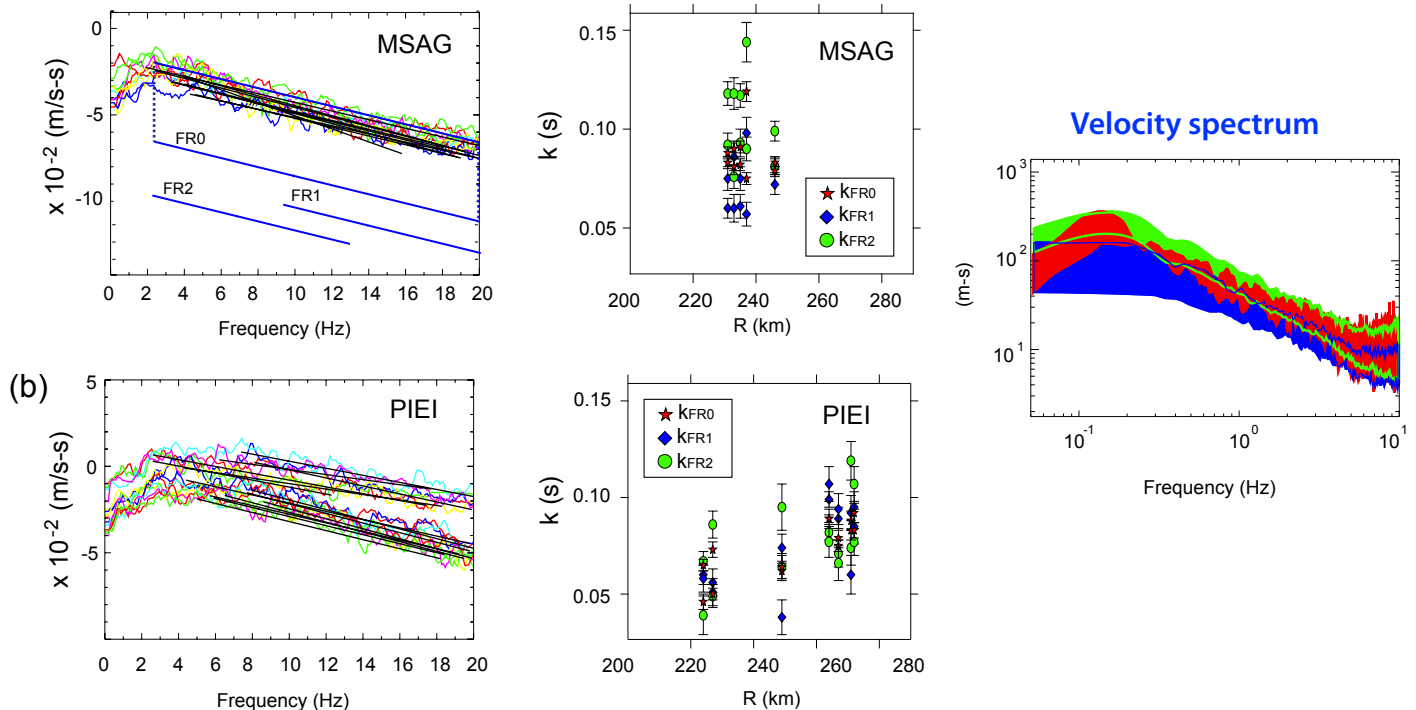 MSAG
x 10⁻² (m/s-s)
0
-5
-10
FR0
FR2
FR1
0 2 4 6 8 10 12 14 16 18 20
Frequency (Hz)
MSAG
k (s)
0.15
0.10
0.05
kFR0
kFR1
kFR2
200 220 240 260 280
R (km)
Velocity spectrum
(m-s)
10³
10²
10¹
10⁻¹ 10⁰ 10¹
Frequency (Hz)
(b)
PIEI
x 10⁻² (m/s-s)
5
0
-5
0 2 4 6 8 10 12 14 16 18 20
Frequency (Hz)
PIEI
k (s)
0.15
0.10
0.05
kFR0
kFR1
kFR2
200 220 240 260 280
R (km)